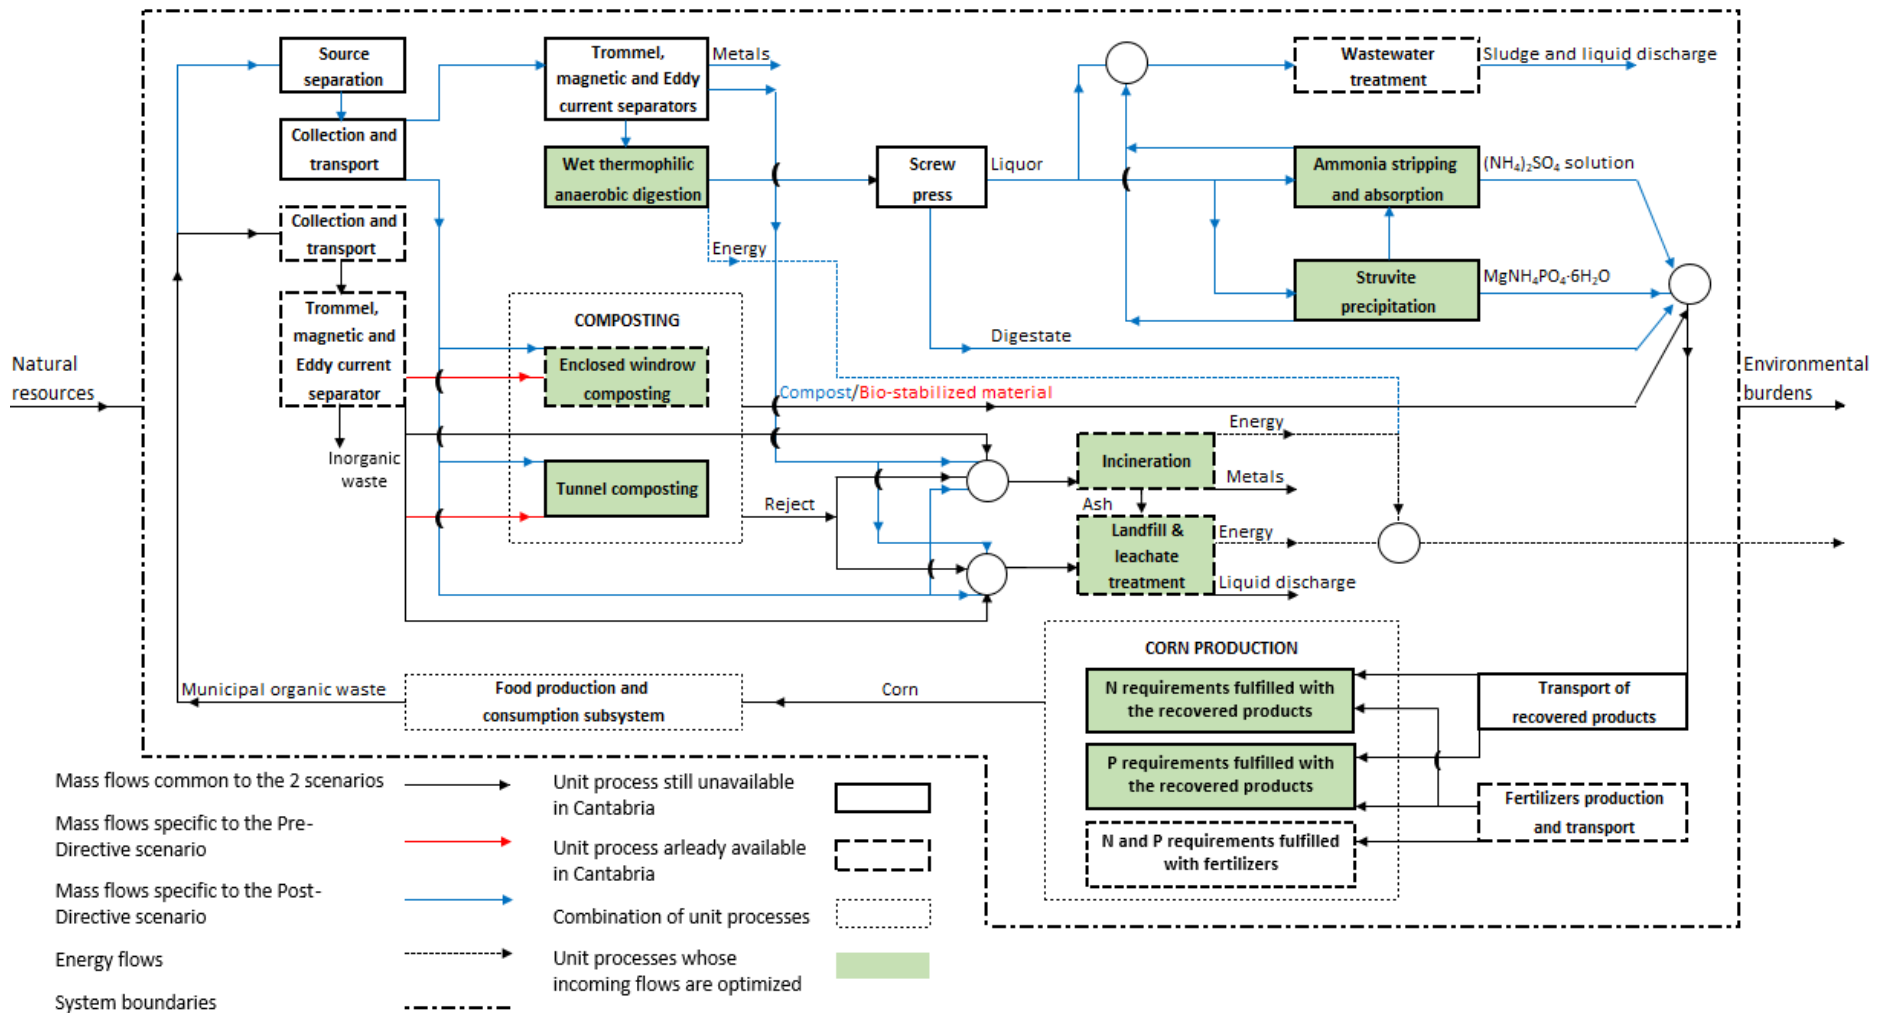 Source
separation
Trommel,
magnetic and Eddy
current separators
Metals
Wastewater
treatment
Sludge and liquid discharge
Collection and
transport
Wet thermophilic
anaerobic digestion
Screw
press
Liquor
Ammonia stripping
and absorption
(NH₄)₂SO₄ solution
Collection and
transport
Energy
Struvite
precipitation
MgNH₄PO₄·6H₂O
Trommel,
magnetic and
Eddy current
separator
COMPOSTING
Digestate
Natural
resources
Enclosed windrow
composting
Compost/Bio-stabilized material
Environmental
burdens
Inorganic
waste
Energy
Incineration
Metals
Tunnel composting
Reject
Ash
Landfill &
leachate
treatment
Energy
Liquid discharge
CORN PRODUCTION
Municipal organic waste
Food production and
consumption subsystem
Corn
N requirements fulfilled with
the recovered products
Transport of
recovered products
P requirements fulfilled with
the recovered products
Fertilizers production
and transport
N and P requirements fulfilled
with fertilizers
Mass flows common to the 2 scenarios
Mass flows specific to the Pre-
Directive scenario
Mass flows specific to the Post-
Directive scenario
Energy flows
System boundaries
Unit process still unavailable
in Cantabria
Unit process arleady available
in Cantabria
Combination of unit processes
Unit processes whose
incoming flows are optimized